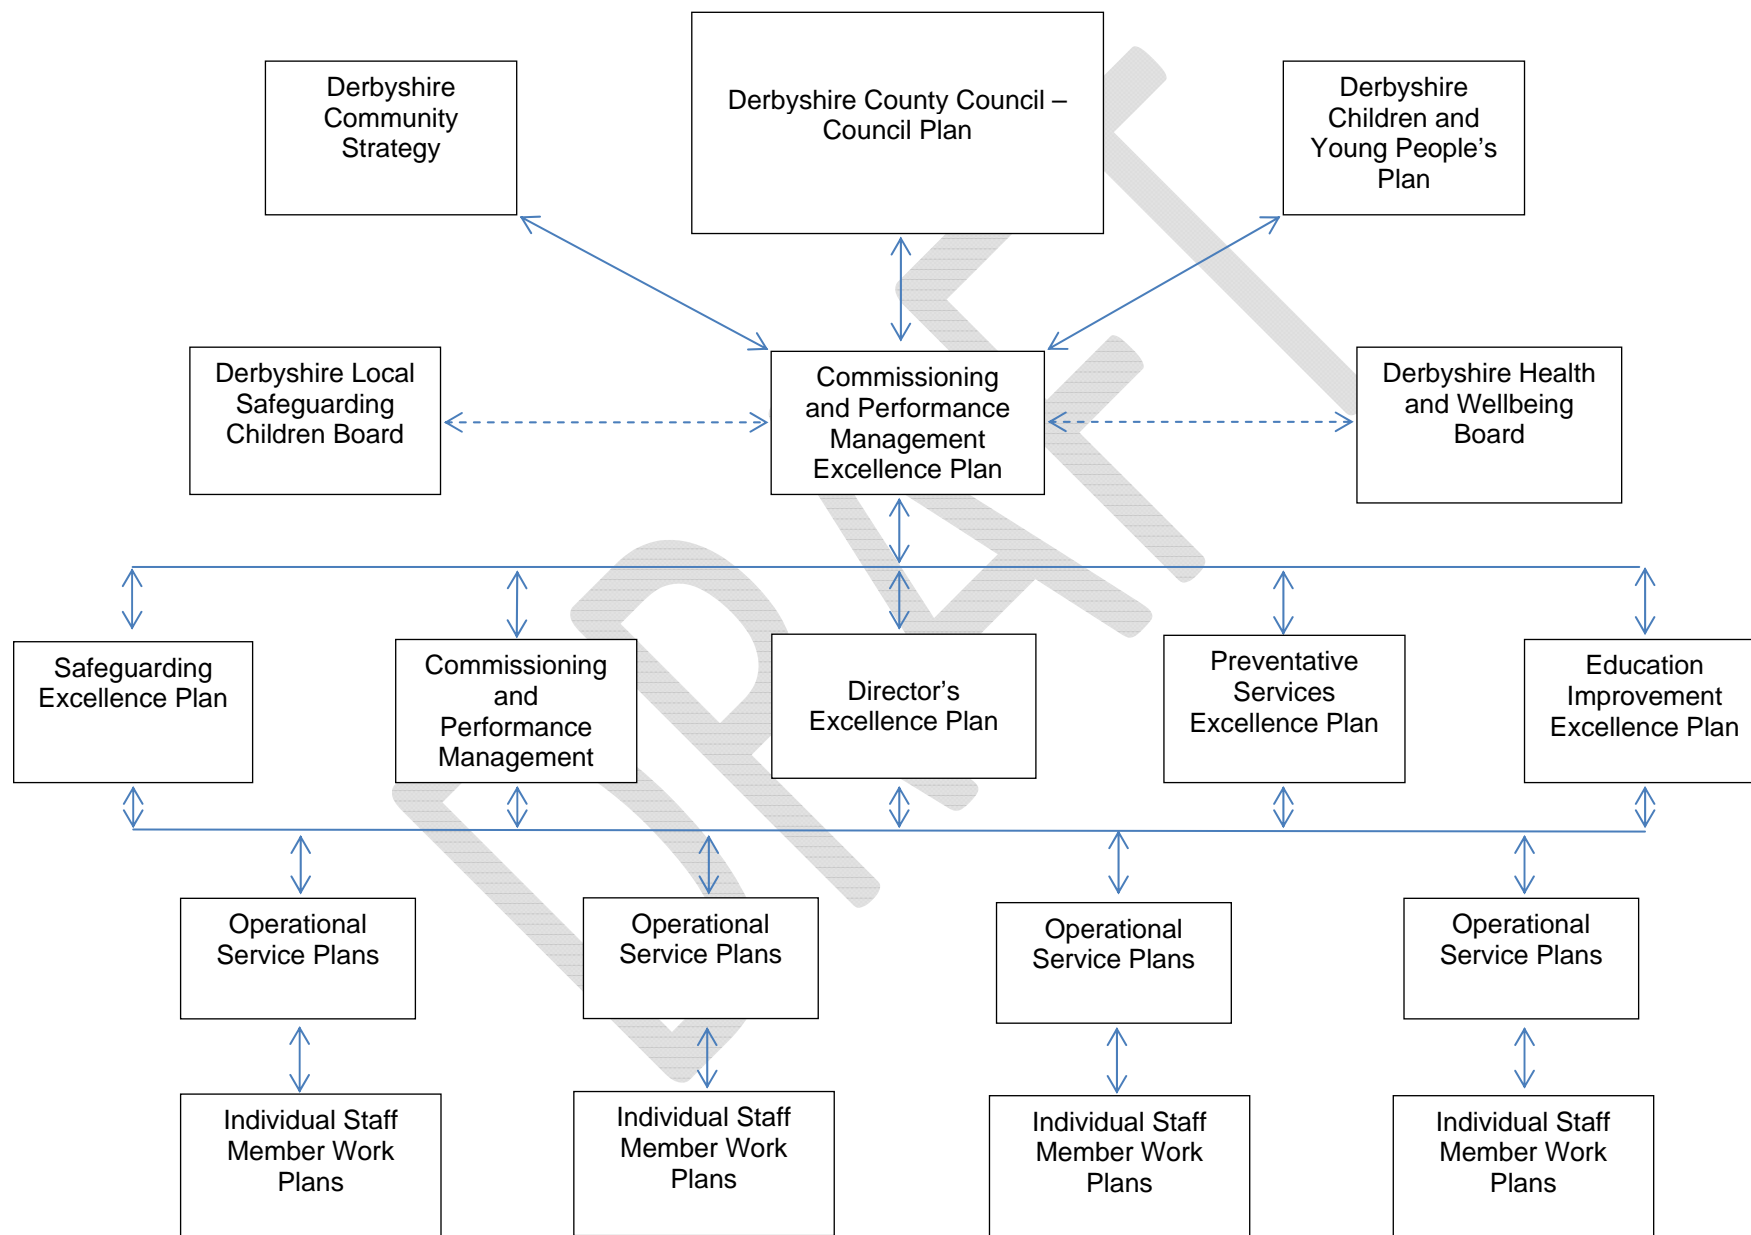 Derbyshire
Community
Strategy
Derbyshire County Council –
Council Plan
Derbyshire
Children and
Young People’s
Plan
Derbyshire Local
Safeguarding
Children Board
Commissioning
and Performance
Management
Excellence Plan
Derbyshire Health
and Wellbeing
Board
Safeguarding
Excellence Plan
Commissioning
and
Performance
Management
Director’s
Excellence Plan
Preventative
Services
Excellence Plan
Education
Improvement
Excellence Plan
Operational
Service Plans
Operational
Service Plans
Operational
Service Plans
Operational
Service Plans
Individual Staff
Member Work
Plans
Individual Staff
Member Work
Plans
Individual Staff
Member Work
Plans
Individual Staff
Member Work
Plans
DRAFT